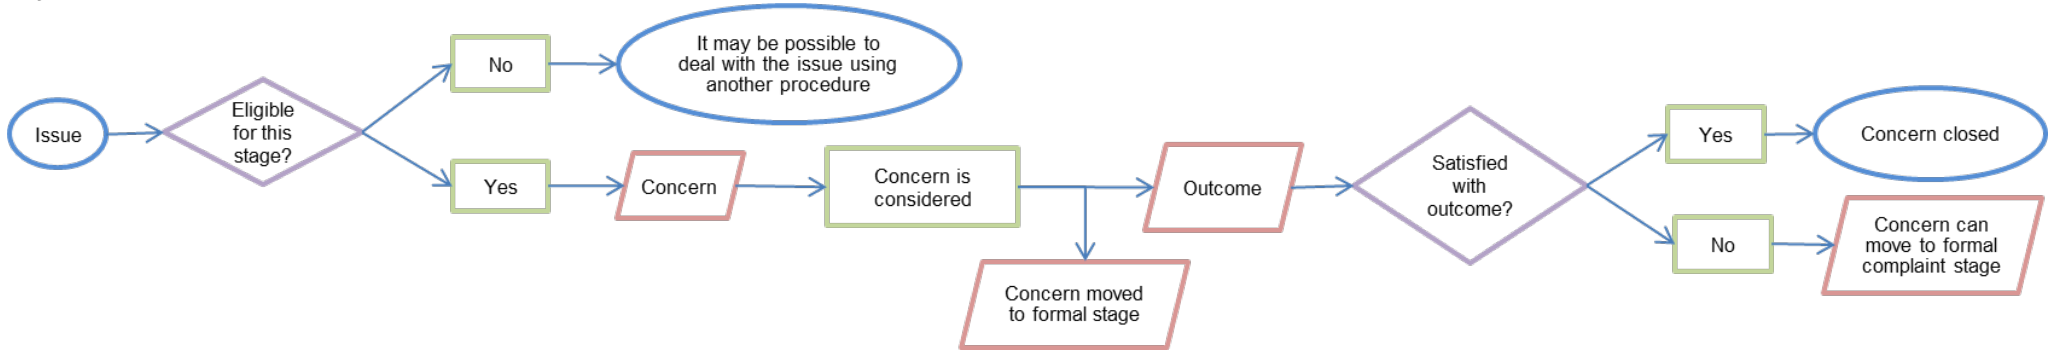 Issue
Eligible
for this
stage?
No
It may be possible to
deal with the issue using
another procedure
Yes
Concern
Concern is
considered
Concern moved
to formal stage
Outcome
Satisfied
with
outcome?
Yes
Concern closed
No
Concern can
move to formal
complaint stage